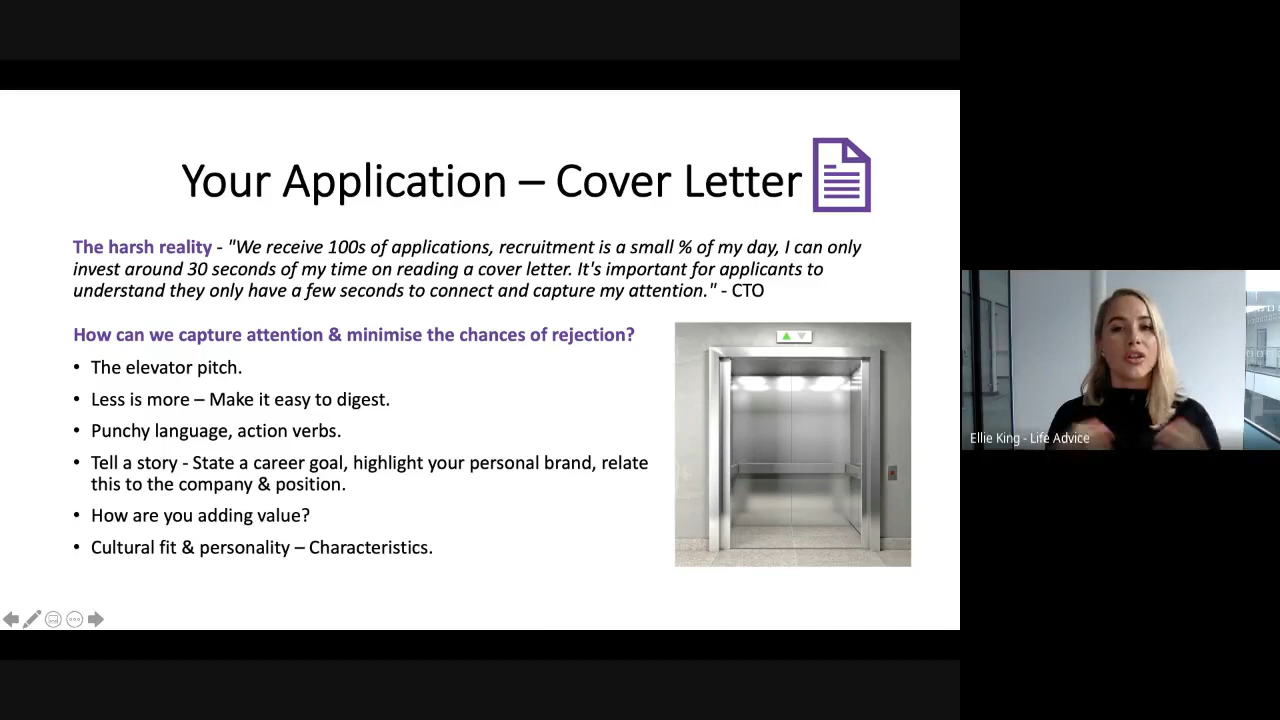 Your Application – Cover Letter
The harsh reality - "We receive 100s of applications, recruitment is a small % of my day, I can only
invest around 30 seconds of my time on reading a cover letter. It's important for applicants to
understand they only have a few seconds to connect and capture my attention." - CTO
How can we capture attention & minimise the chances of rejection?
• The elevator pitch.
• Less is more – Make it easy to digest.
• Punchy language, action verbs.
• Tell a story - State a career goal, highlight your personal brand, relate
this to the company & position.
• How are you adding value?
• Cultural fit & personality – Characteristics.
Ellie King - Life Advice